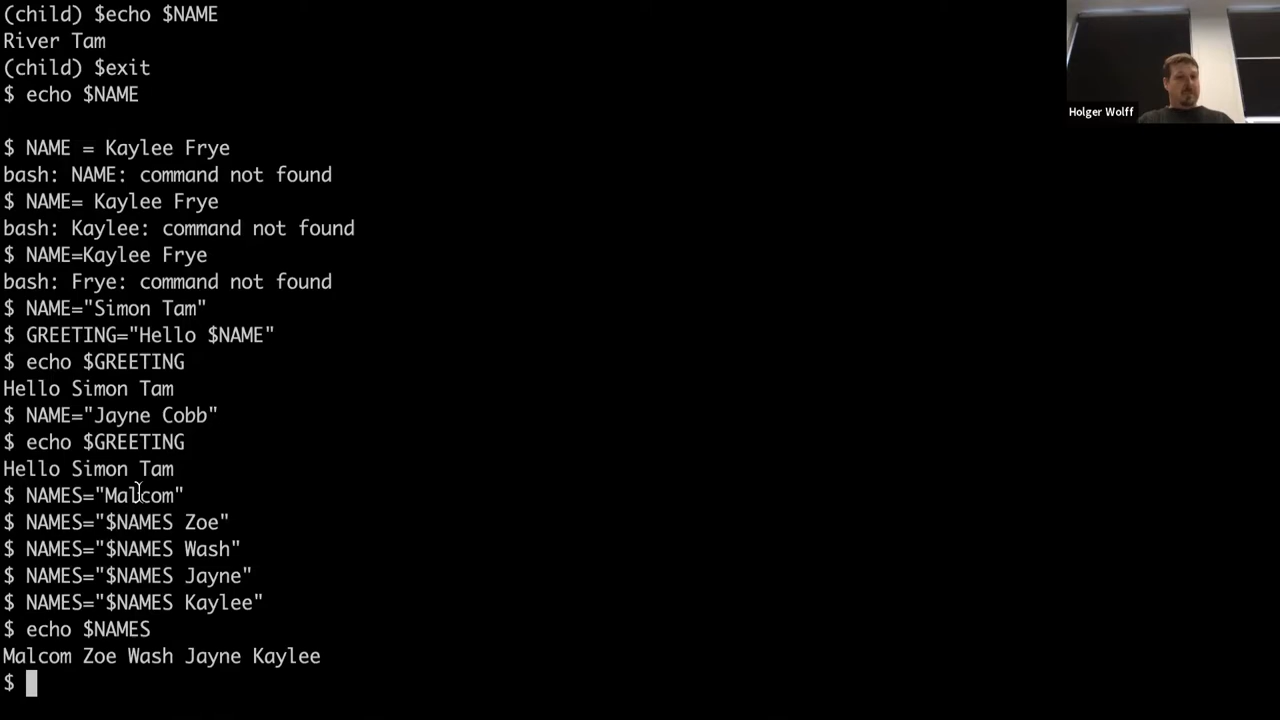 (child) $echo $NAME
River Tam
(child) $exit
$ echo $NAME
$ NAME = Kaylee Frye
bash: NAME: command not found
$ NAME= Kaylee Frye
bash: Kaylee: command not found
$ NAME=Kaylee Frye
bash: Frye: command not found
$ NAME="Simon Tam"
$ GREETING="Hello $NAME"
$ echo $GREETING
Hello Simon Tam
$ NAME="Jayne Cobb"
$ echo $GREETING
Hello Simon Tam
$ NAMES="Malcom"
$ NAMES="$NAMES Zoe"
$ NAMES="$NAMES Wash"
$ NAMES="$NAMES Jayne"
$ NAMES="$NAMES Kaylee"
$ echo $NAMES
Malcom Zoe Wash Jayne Kaylee
$
Holger Wolff